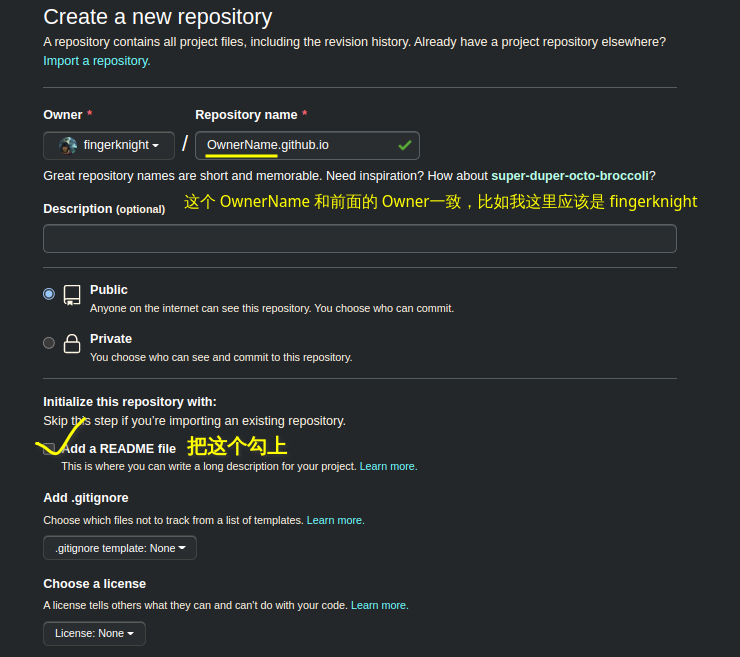 Create a new repository
A repository contains all project files, including the revision history. Already have a project repository elsewhere?
Import a repository.
Owner * Repository name *
fingerknight / OwnerName.github.io
Great repository names are short and memorable. Need inspiration? How about super-duper-octo-broccoli?
这个 OwnerName 和前面的 Owner一致，比如我这里应该是 fingerknight
Description (optional)
Public
Anyone on the internet can see this repository. You choose who can commit.
Private
You choose who can see and commit to this repository.
Initialize this repository with:
Skip this step if you're importing an existing repository.
Add a README file 把这个勾上
This is where you can write a long description for your project. Learn more.
Add .gitignore
Choose which files not to track from a list of templates. Learn more.
.gitignore template: None
Choose a license
A license tells others what they can and can't do with your code. Learn more.
License: None